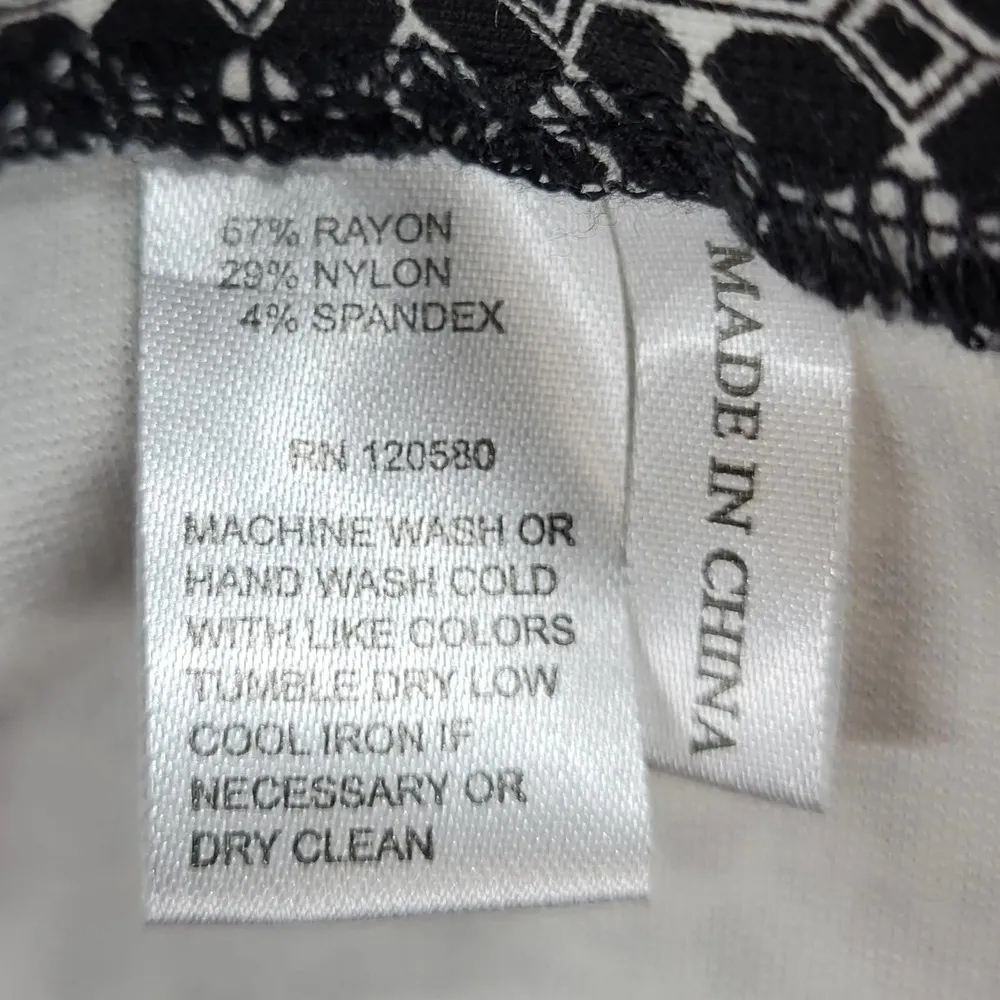 67% RAYON
29% NYLON
4% SPANDEX
RN 120580
MACHINE WASH OR
HAND WASH COLD
WITH LIKE COLORS
TUMBLE DRY LOW
COOL IRON IF
NECESSARY OR
DRY CLEAN
MADE IN CHINA